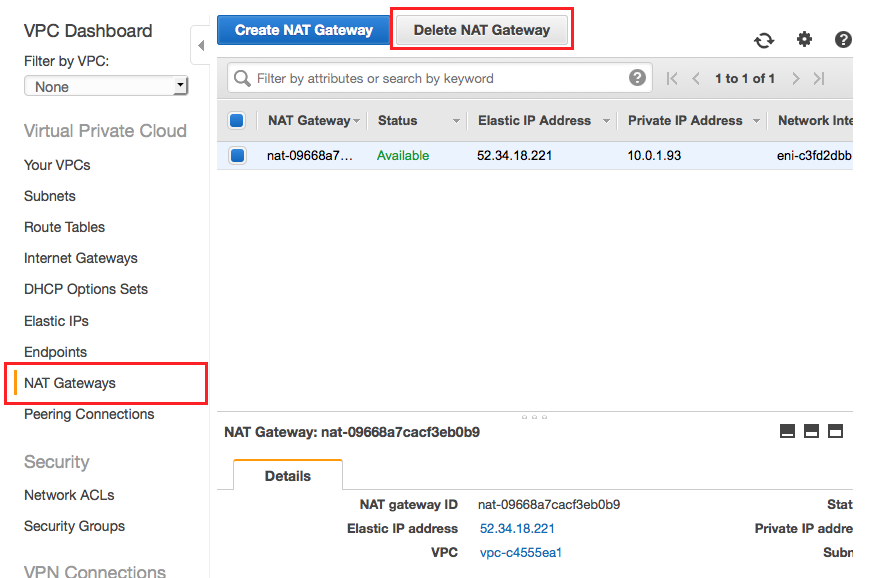 VPC Dashboard
Filter by VPC:
None
Virtual Private Cloud
Your VPCs
Subnets
Route Tables
Internet Gateways
DHCP Options Sets
Elastic IPs
Endpoints
NAT Gateways
Peering Connections
Security
Network ACLs
Security Groups
VPN Connections
Create NAT Gateway Delete NAT Gateway
Filter by attributes or search by keyword 1 to 1 of 1
NAT Gateway Status Elastic IP Address Private IP Address Network Inte
nat-09668a7... Available 52.34.18.221 10.0.1.93 eni-c3fd2dbb
NAT Gateway: nat-09668a7cacf3eb0b9
Details
NAT gateway ID nat-09668a7cacf3eb0b9 Stat
Elastic IP address 52.34.18.221 Private IP addre
VPC vpc-c4555ea1 Subn